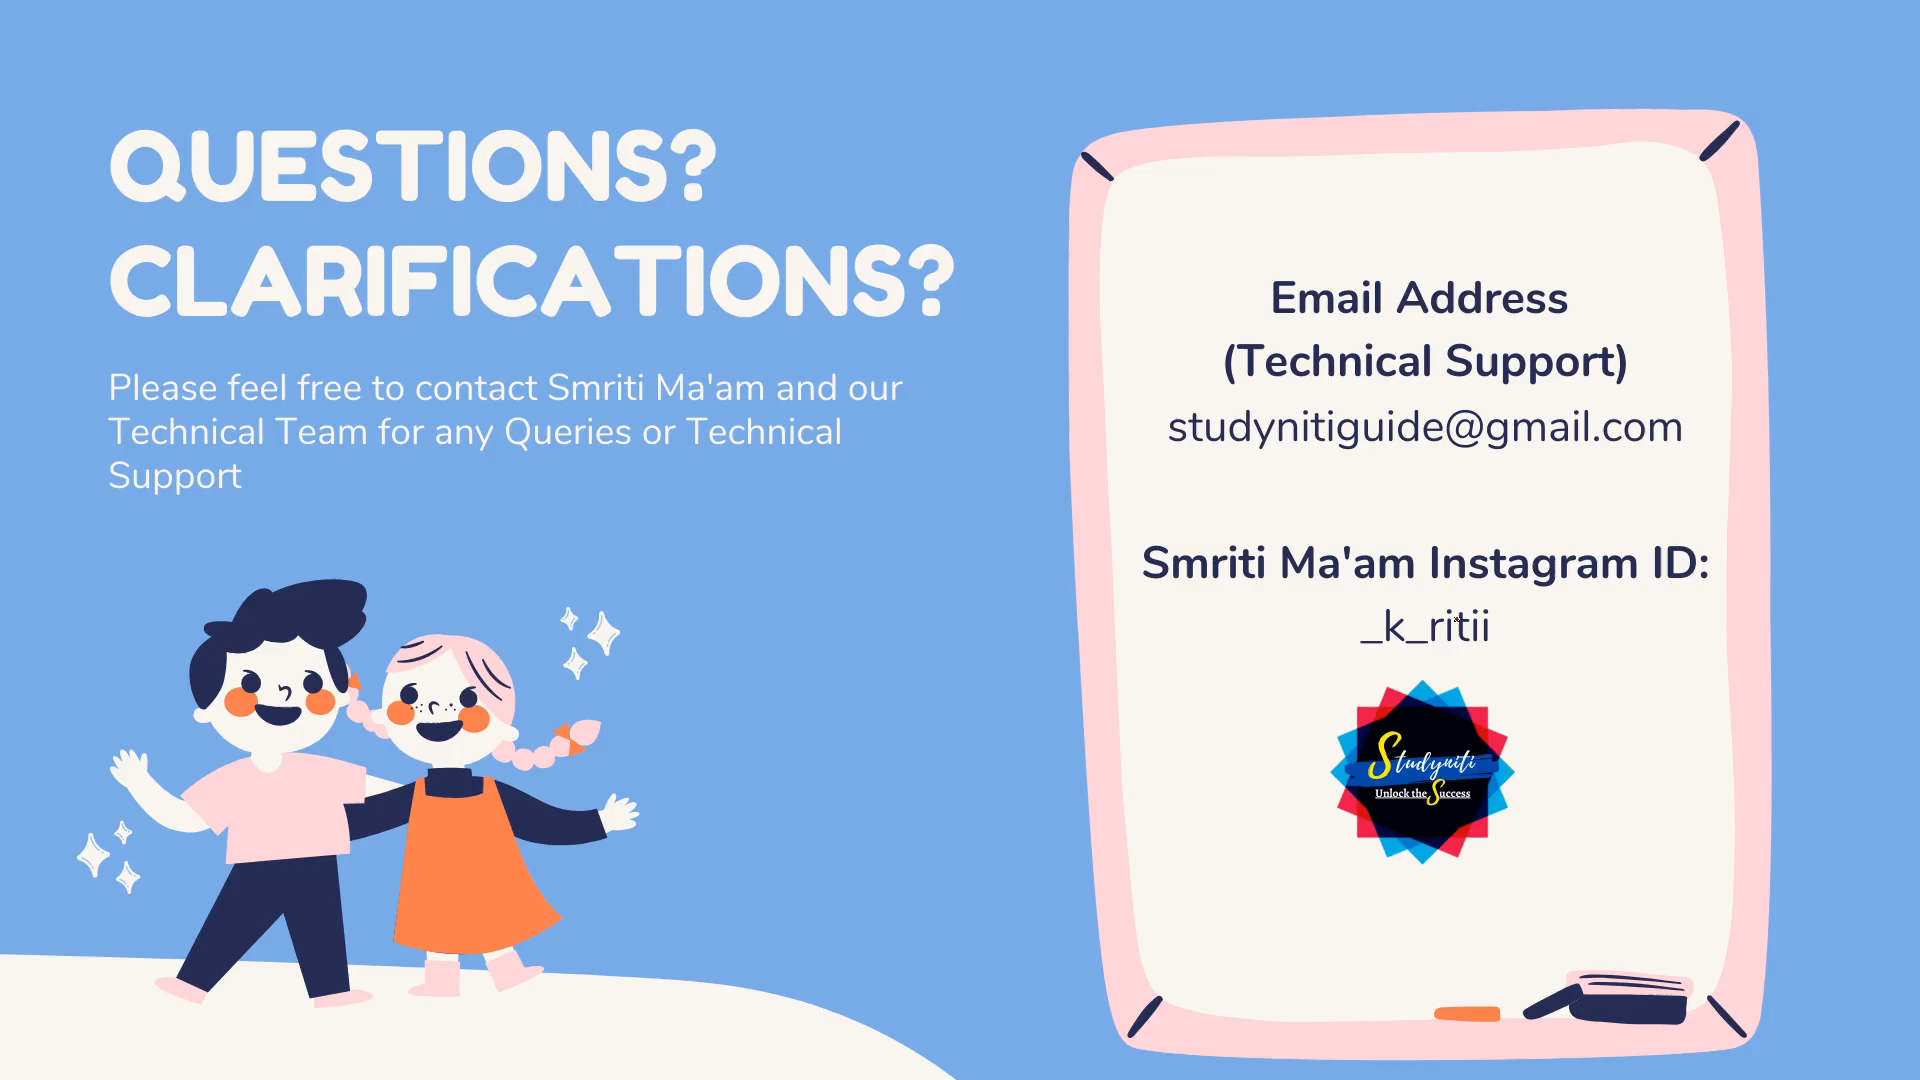 QUESTIONS?
CLARIFICATIONS?
Please feel free to contact Smriti Ma'am and our
Technical Team for any Queries or Technical
Support
Email Address
(Technical Support)
studynitiguide@gmail.com
Smriti Ma'am Instagram ID:
_k_ritii
Studyniti
Unlock the Success